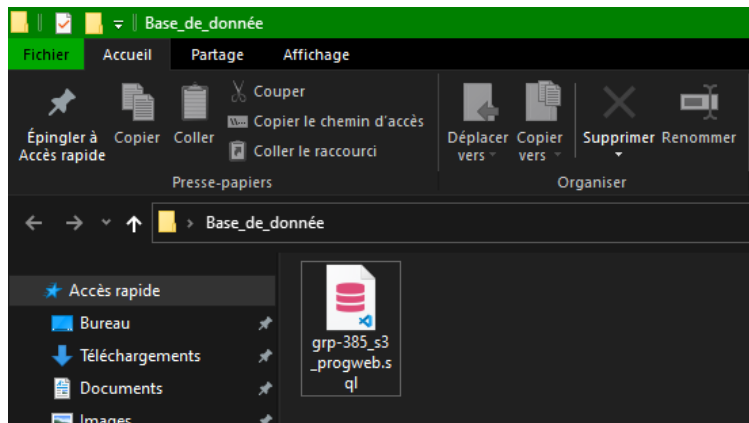 Base_de_donnée
Fichier Accueil Partage Affichage
Épingler à
Accès rapide
Copier
Coller
Couper
Copier le chemin d'accès
Coller le raccourci
Déplacer
vers
Copier
vers
Supprimer
Renommer
Presse-papiers
Organiser
Base_de_donnée
Accès rapide
Bureau
Téléchargements
Documents
Images
grp-385_s3
_progweb.s
ql